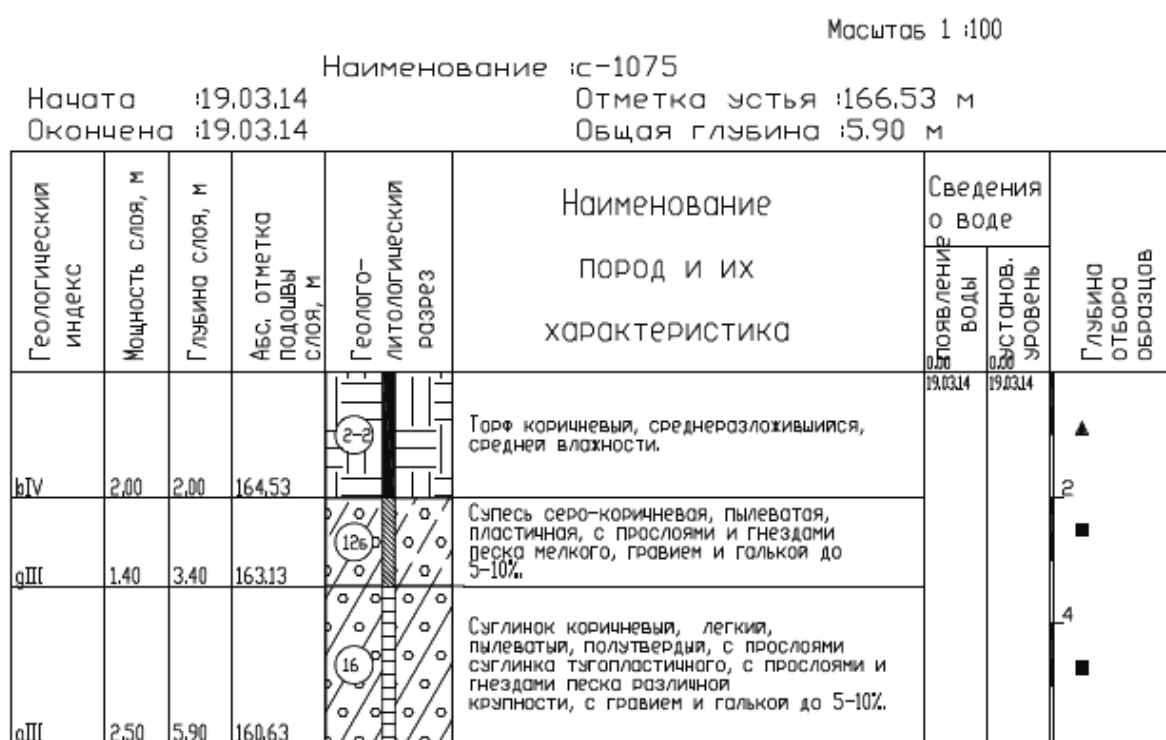 Масштаб 1 :100
Наименование :с-1075
Начата :19.03.14
Отметка устья :166.53 м
Окончена :19.03.14
Общая глубина :5.90 м
Геологический
индекс
Мощность слоя, м
Глубина слоя, м
Абс. отметка
подошвы
слоя, м
Геолого-
литологический
разрез
Наименование
пород и их
характеристика
Сведения
о воде
появление
воды
установ.
уровень
Глубина
отбора
образцов
0.00
19.03.14
0.00
19.03.14
bIV
2.00
2.00
164.53
2-2
Торф коричневый, среднеразложившийся,
средней влажности.
2
gIII
1.40
3.40
163.13
12б
Супесь серо-коричневая, пылеватая,
пластичная, с прослоями и гнездами
песка мелкого, гравием и галькой до
5-10%.
4
gIII
2.50
5.90
160.63
16
Суглинок коричневый, легкий,
пылеватый, полутвердый, с прослоями
суглинка тугопластичного, с прослоями и
гнездами песка различной
крупности, с гравием и галькой до 5-10%.